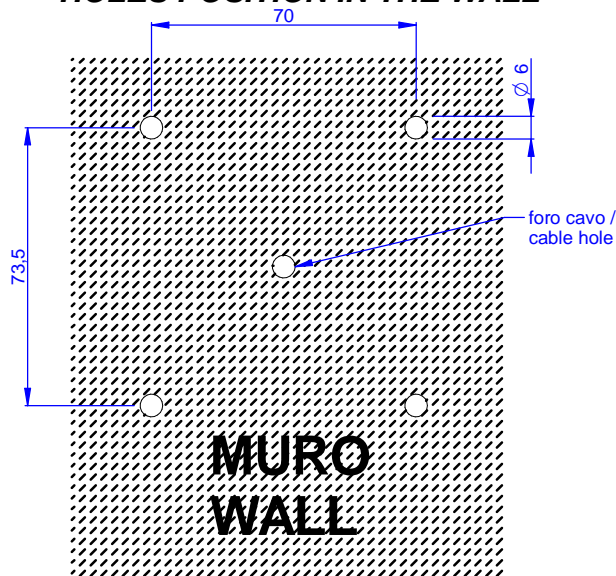 HOLES POSITION IN THE WALL
70
Ø 6
foro cavo /
cable hole
73,5
MURO
WALL